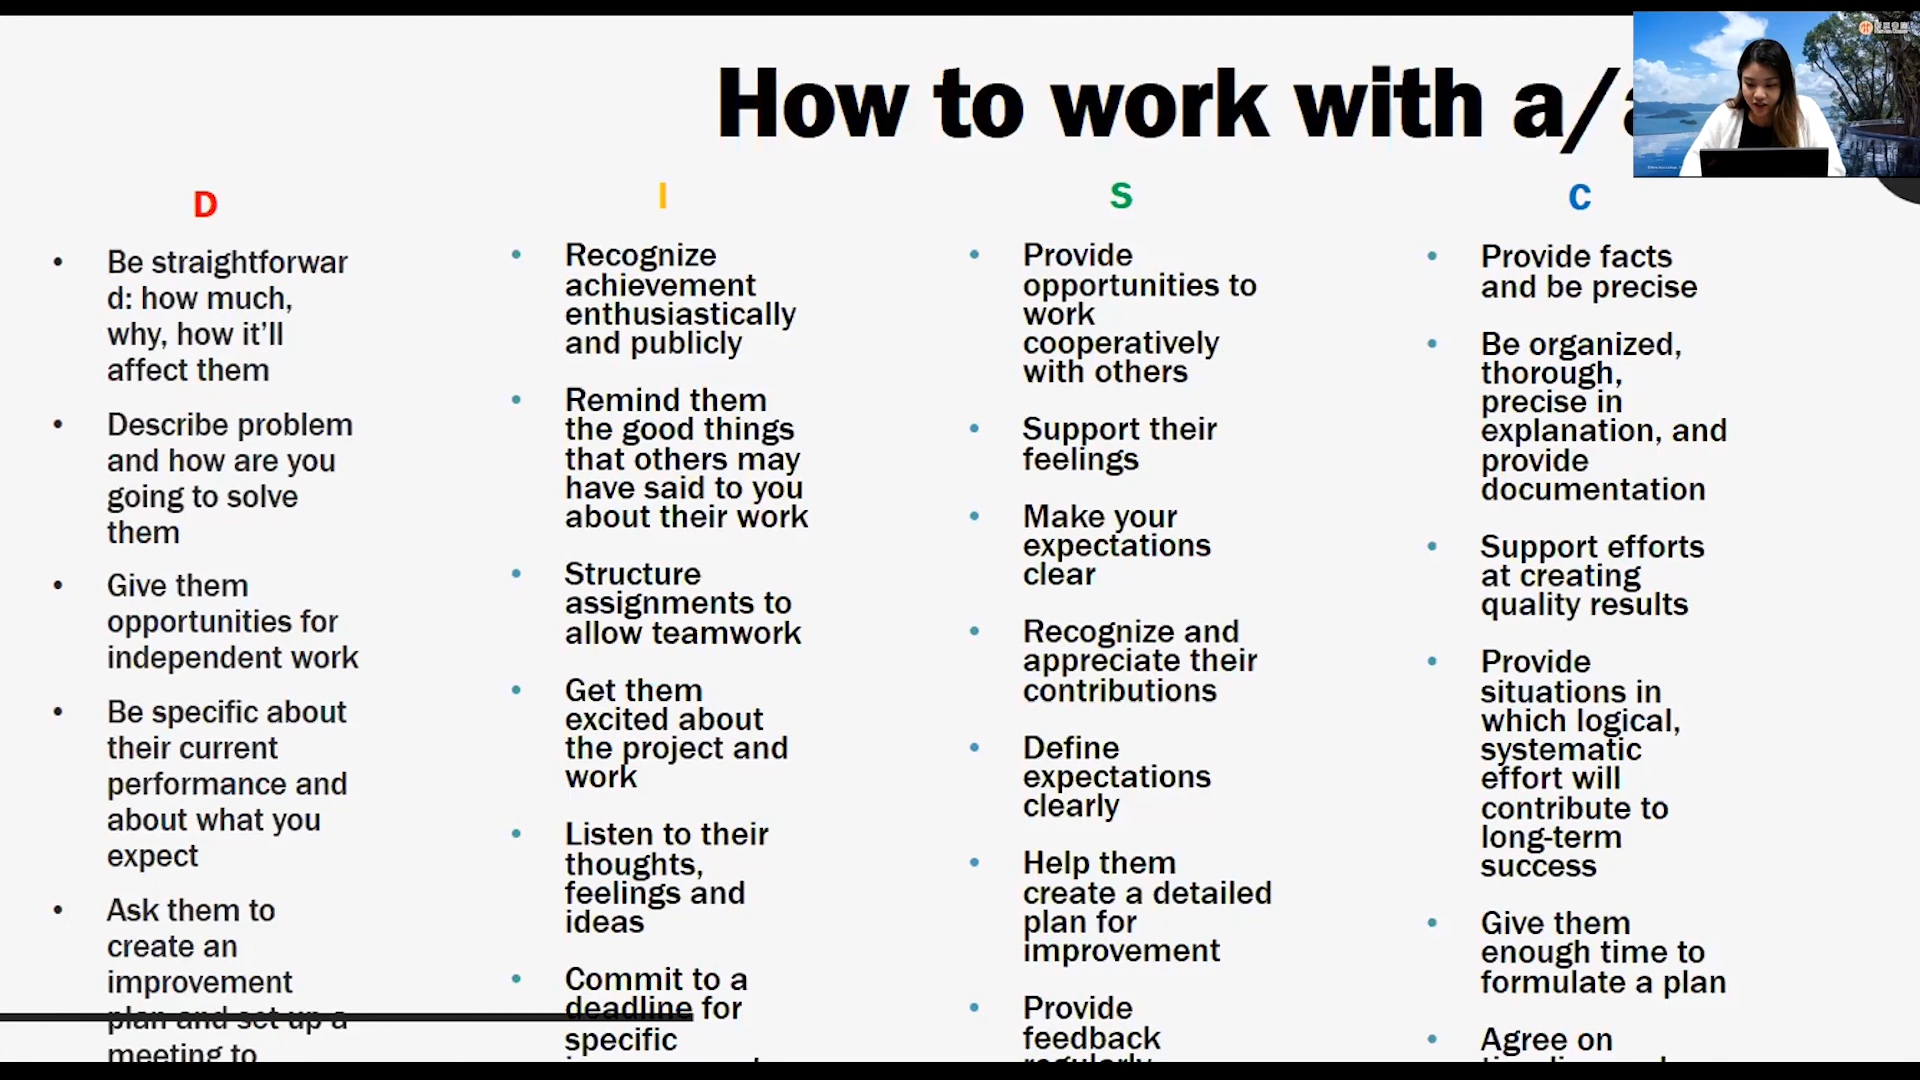 How to work with a/
D
Be straightforwar
d: how much,
why, how it’ll
affect them
Describe problem
and how are you
going to solve
them
Give them
opportunities for
independent work
Be specific about
their current
performance and
about what you
expect
Ask them to
create an
improvement
plan and set up a
meeting to
I
Recognize
achievement
enthusiastically
and publicly
Remind them
the good things
that others may
have said to you
about their work
Structure
assignments to
allow teamwork
Get them
excited about
the project and
work
Listen to their
thoughts,
feelings and
ideas
Commit to a
deadline for
specific
S
Provide
opportunities to
work
cooperatively
with others
Support their
feelings
Make your
expectations
clear
Recognize and
appreciate their
contributions
Define
expectations
clearly
Help them
create a detailed
plan for
improvement
Provide
feedback
regularly
C
Provide facts
and be precise
Be organized,
thorough,
precise in
explanation, and
provide
documentation
Support efforts
at creating
quality results
Provide
situations in
which logical,
systematic
effort will
contribute to
long-term
success
Give them
enough time to
formulate a plan
Agree on